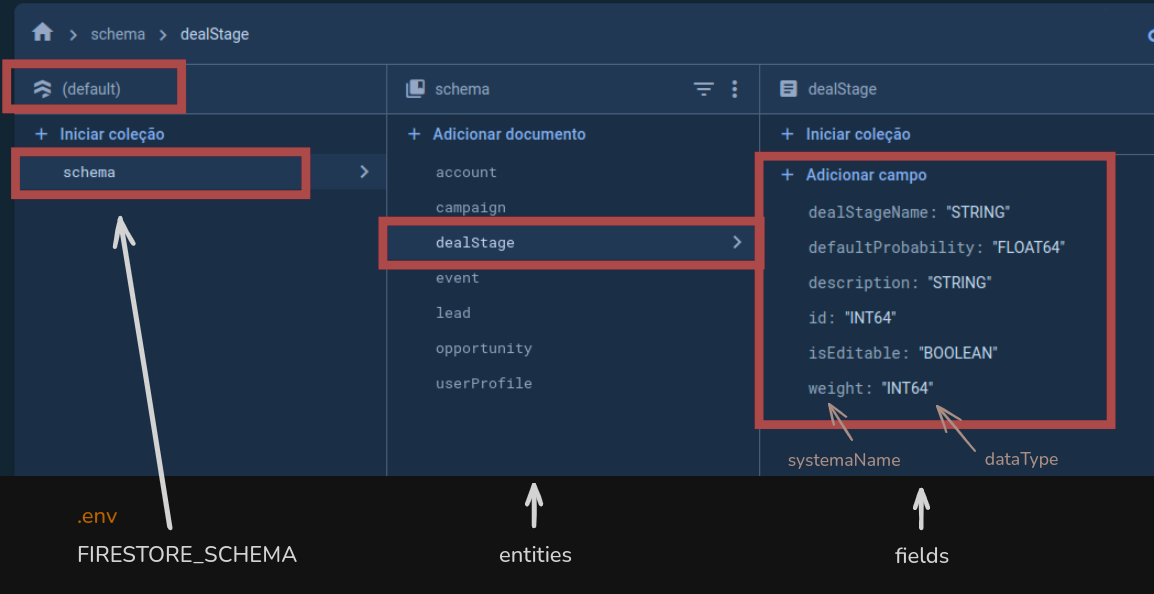 schema > dealStage
(default)
+ Iniciar coleção
schema
schema
+ Adicionar documento
account
campaign
dealStage
event
lead
opportunity
userProfile
dealStage
+ Iniciar coleção
+ Adicionar campo
dealStageName: "STRING"
defaultProbability: "FLOAT64"
description: "STRING"
id: "INT64"
isEditable: "BOOLEAN"
weight: "INT64"
systemaName
dataType
.env
FIRESTORE_SCHEMA
entities
fields